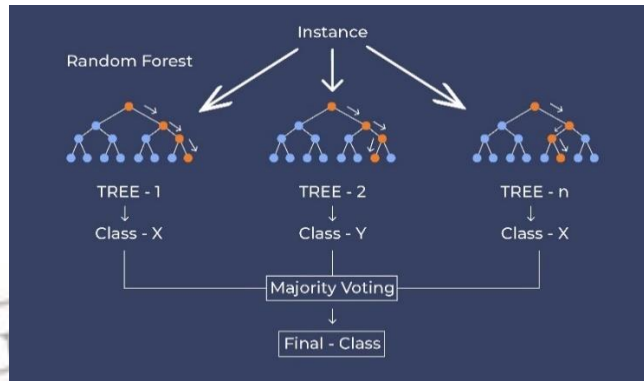 Instance
Random Forest
TREE - 1
TREE - 2
TREE - n
Class - X
Class - Y
Class - X
Majority Voting
Final - Class